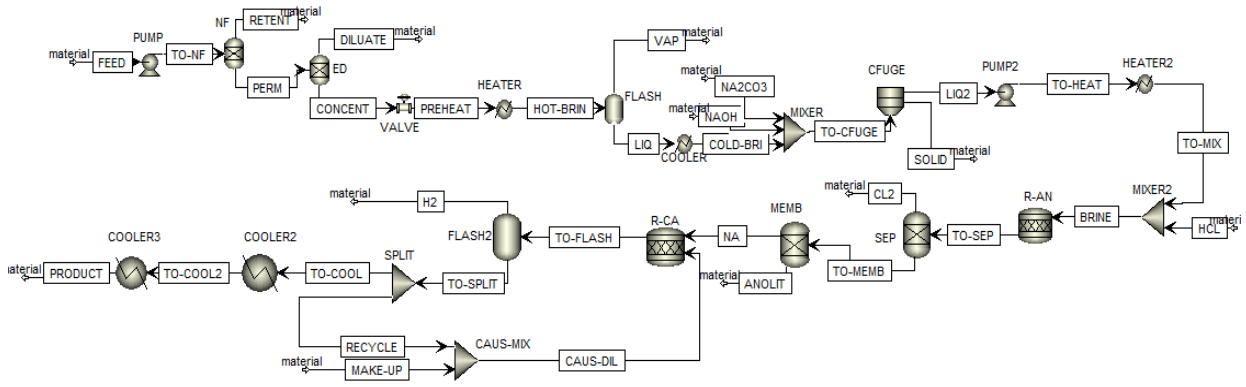 material
FEED
PUMP
TO-NF
NF
RETENT
material
PERM
ED
DILUATE
material
CONCENT
VALVE
PREHEAT
HEATER
HOT-BRIN
FLASH
VAP
material
LIQ
COOLER
COLD-BRI
material
NA2CO3
material
NAOH
MIXER
TO-CFUGE
CFUGE
LIQ2
SOLID
material
PUMP2
TO-HEAT
HEATER2
TO-MIX
MIXER2
HCL
BRINE
R-AN
TO-SEP
SEP
CL2
material
TO-MEMB
MEMB
ANOLIT
material
NA
R-CA
TO-FLASH
FLASH2
H2
material
TO-SPLIT
SPLIT
TO-COOL
COOLER2
TO-COOL2
COOLER3
PRODUCT
RECYCLE
material
MAKE-UP
CAUS-MIX
CAUS-DIL